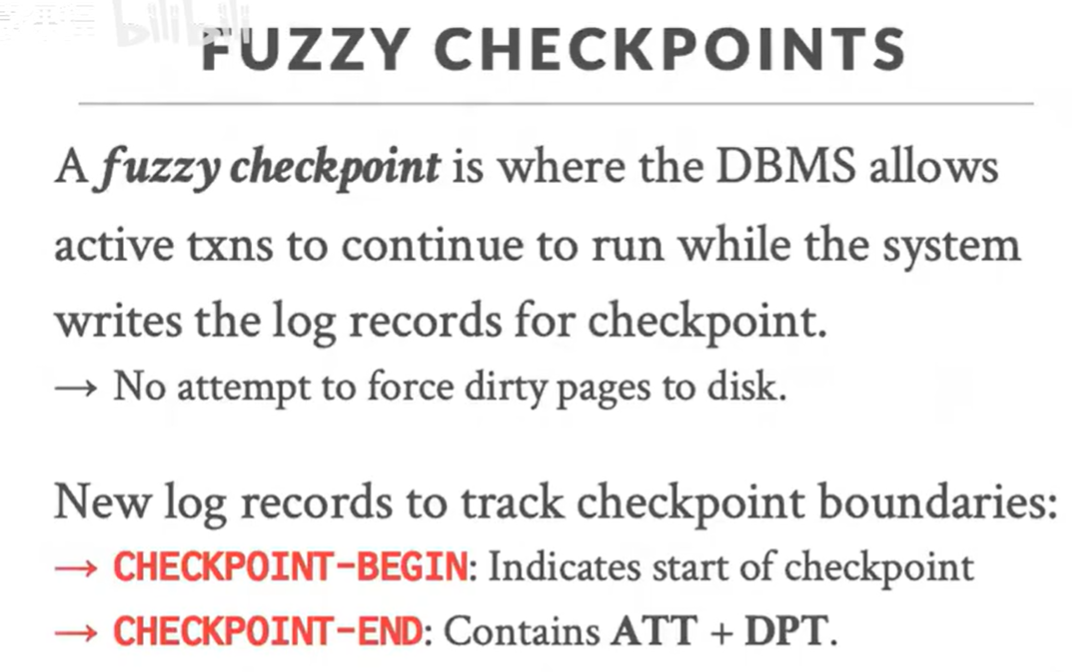 bilibili
FUZZY CHECKPOINTS
A fuzzy checkpoint is where the DBMS allows
active txns to continue to run while the system
writes the log records for checkpoint.
→ No attempt to force dirty pages to disk.
New log records to track checkpoint boundaries:
→ CHECKPOINT-BEGIN: Indicates start of checkpoint
→ CHECKPOINT-END: Contains ATT + DPT.